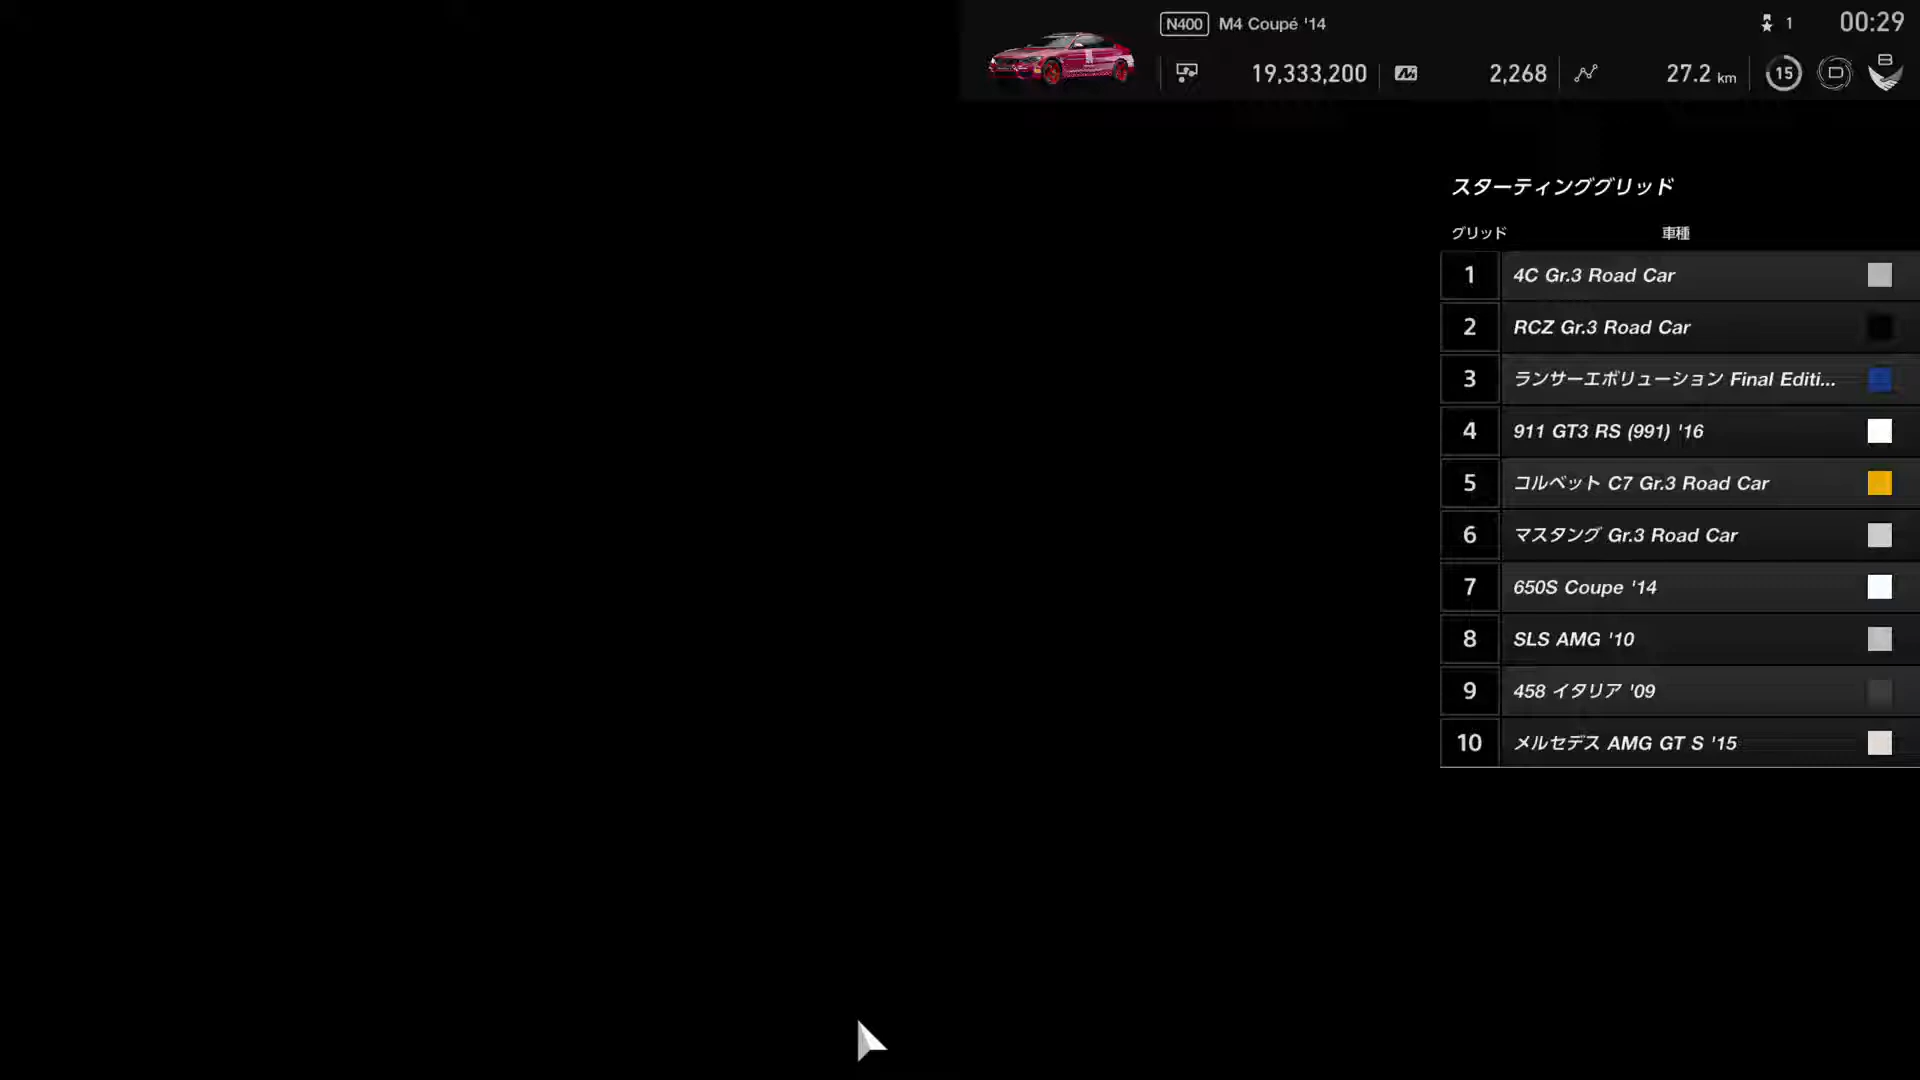 N400 M4 Coupé '14
1 00:29
19,333,200 2,268 27.2 km 15 D B
スターティンググリッド
グリッド 車種
1 4C Gr.3 Road Car
2 RCZ Gr.3 Road Car
3 ランサーエボリューション Final Editi...
4 911 GT3 RS (991) '16
5 コルベット C7 Gr.3 Road Car
6 マスタング Gr.3 Road Car
7 650S Coupe '14
8 SLS AMG '10
9 458 イタリア '09
10 メルセデス AMG GT S '15